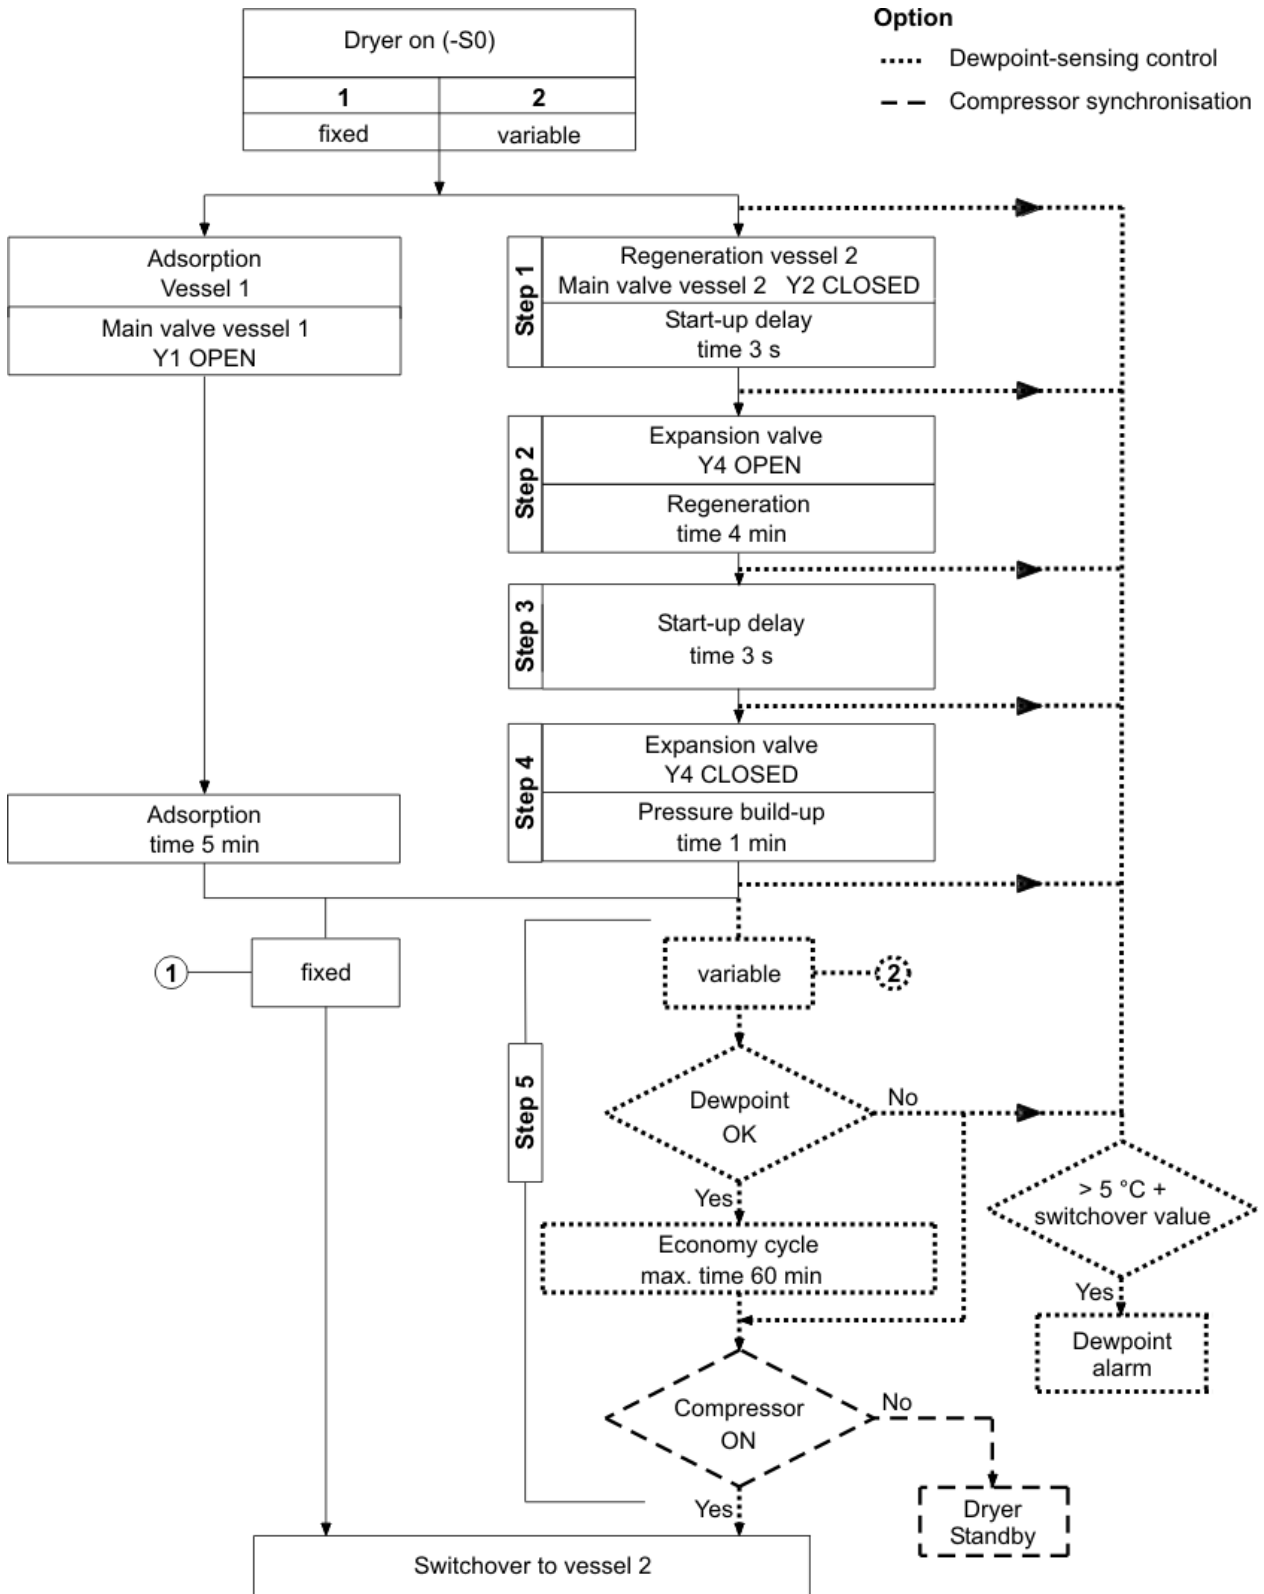 Option
Dewpoint-sensing control
Compressor synchronisation
Dryer on (-S0)
1 2
fixed variable
Adsorption
Vessel 1
Main valve vessel 1
Y1 OPEN
Step 1
Regeneration vessel 2
Main valve vessel 2 Y2 CLOSED
Start-up delay
time 3 s
Step 2
Expansion valve
Y4 OPEN
Regeneration
time 4 min
Step 3
Start-up delay
time 3 s
Step 4
Expansion valve
Y4 CLOSED
Pressure build-up
time 1 min
Adsorption
time 5 min
1
fixed
variable
2
Step 5
Dewpoint
OK
No
Yes
> 5 °C +
switchover value
Yes
Dewpoint
alarm
Economy cycle
max. time 60 min
Compressor
ON
No
Yes
Dryer
Standby
Switchover to vessel 2